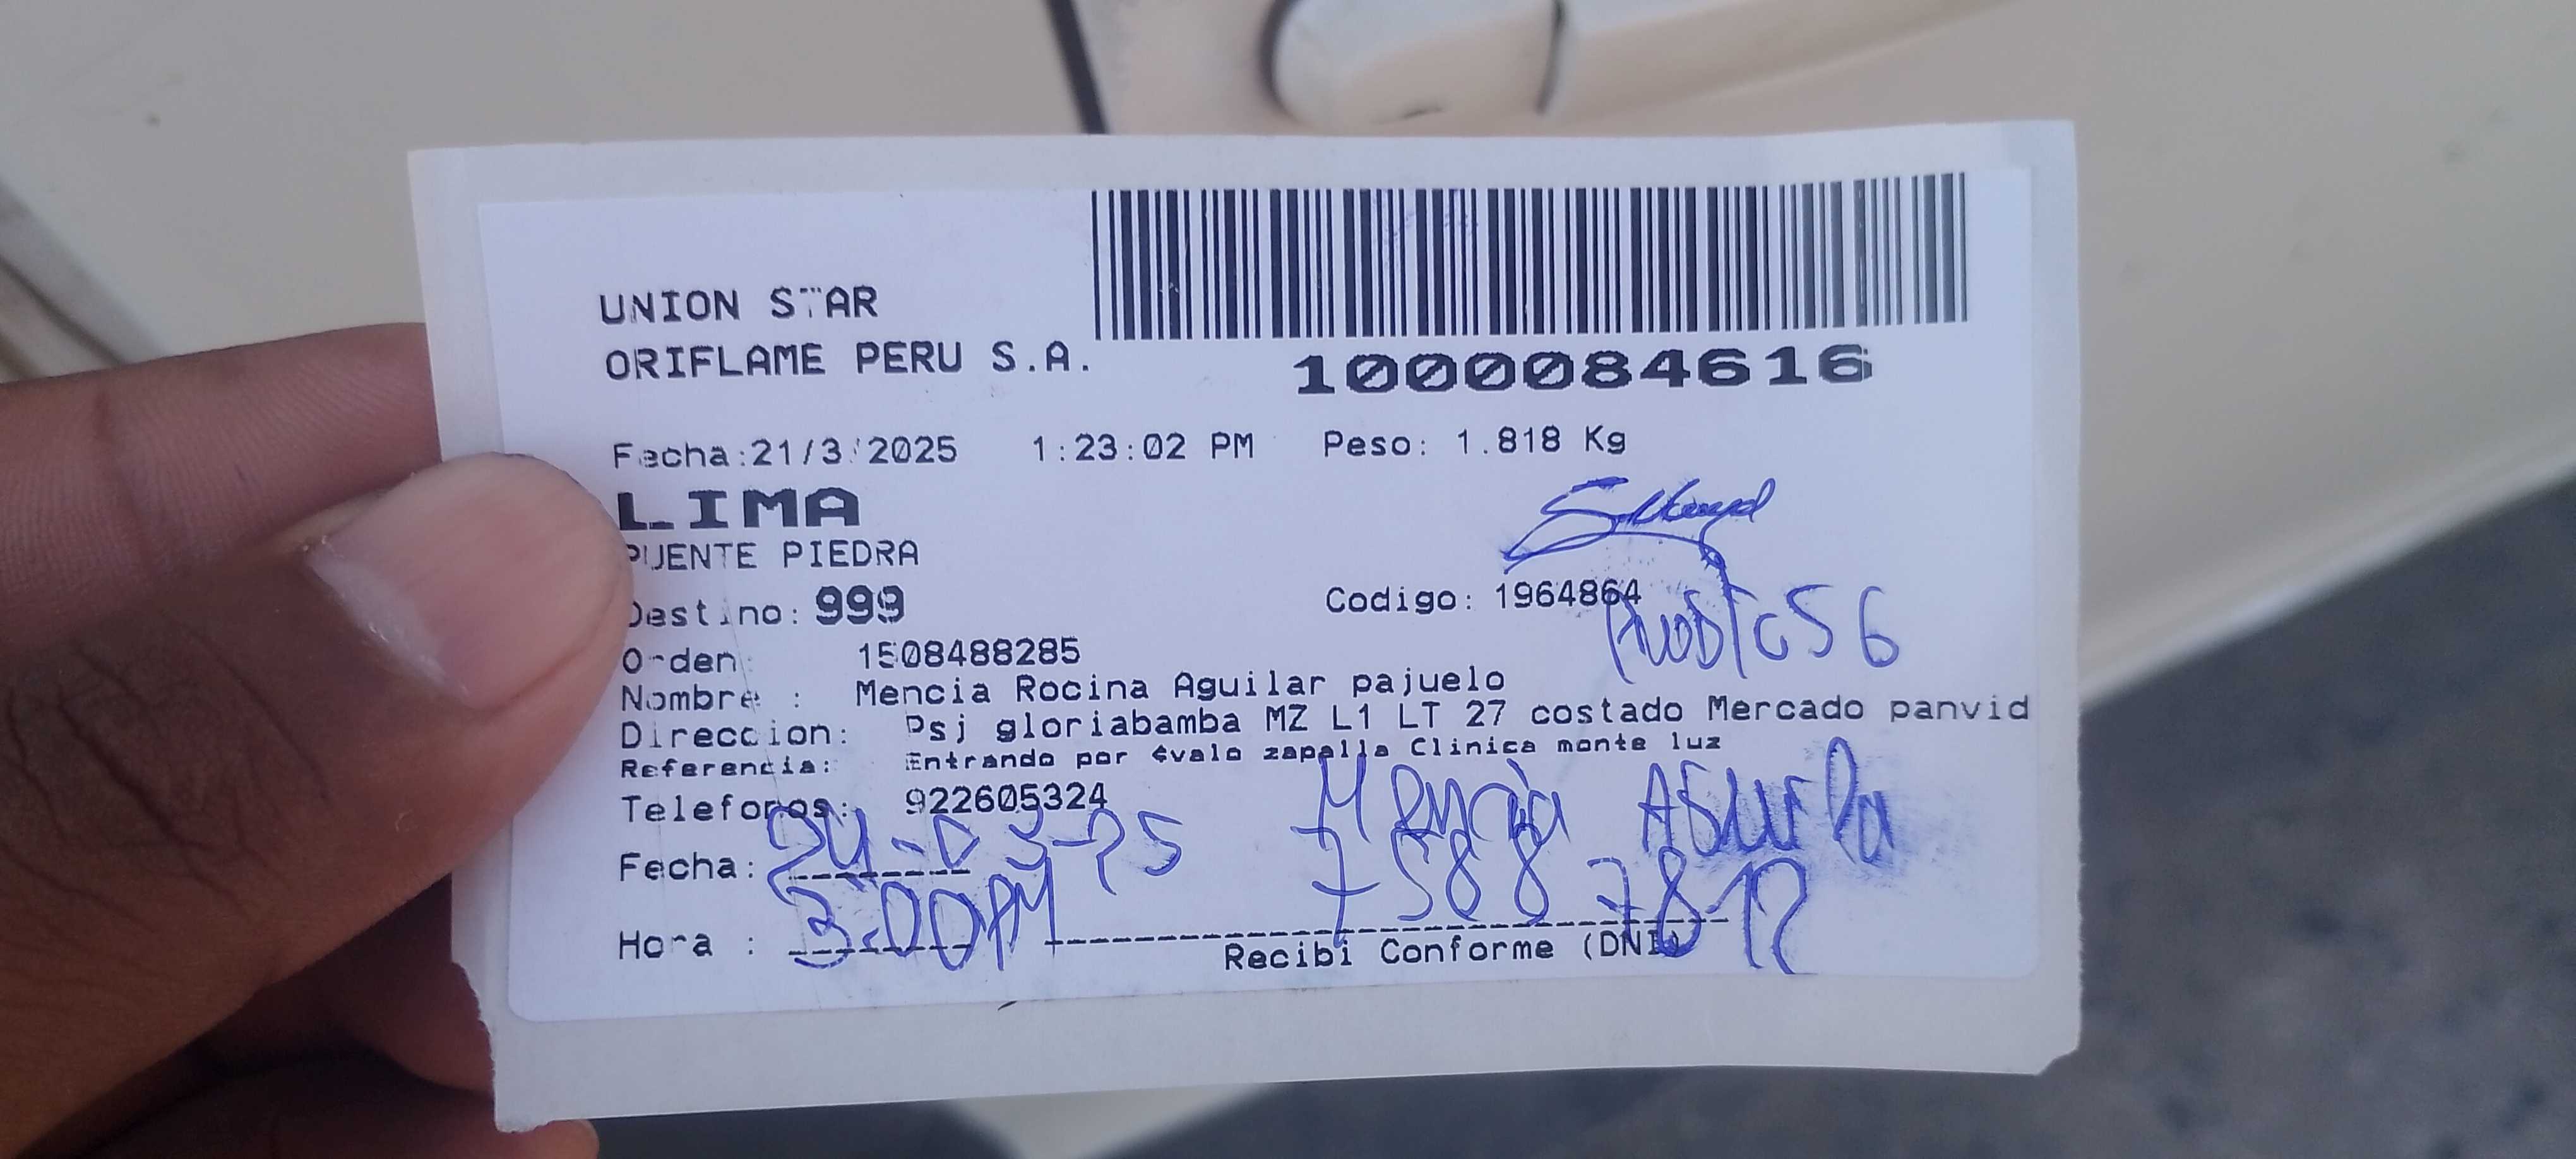 UNION STAR
ORIFLAME PERU S.A.
1000084616
Fecha:21/3/2025 1:23:02 PM Peso: 1.818 Kg
LIMA
PUENTE PIEDRA
Destino: 999 Codigo: 1964864
Orden: 1508488285
Nombre : Mencia Rocina Aguilar pajuelo
Direccion: Psj gloriabamba MZ L1 LT 27 costado Mercado panvid
Referencia: Entrando por évalo zapalla Clinica monte luz
Telefonos: 922605324
Fecha: 24-03-25
7588 7812
Hora : 3:00PM
Recibi Conforme (DNI)